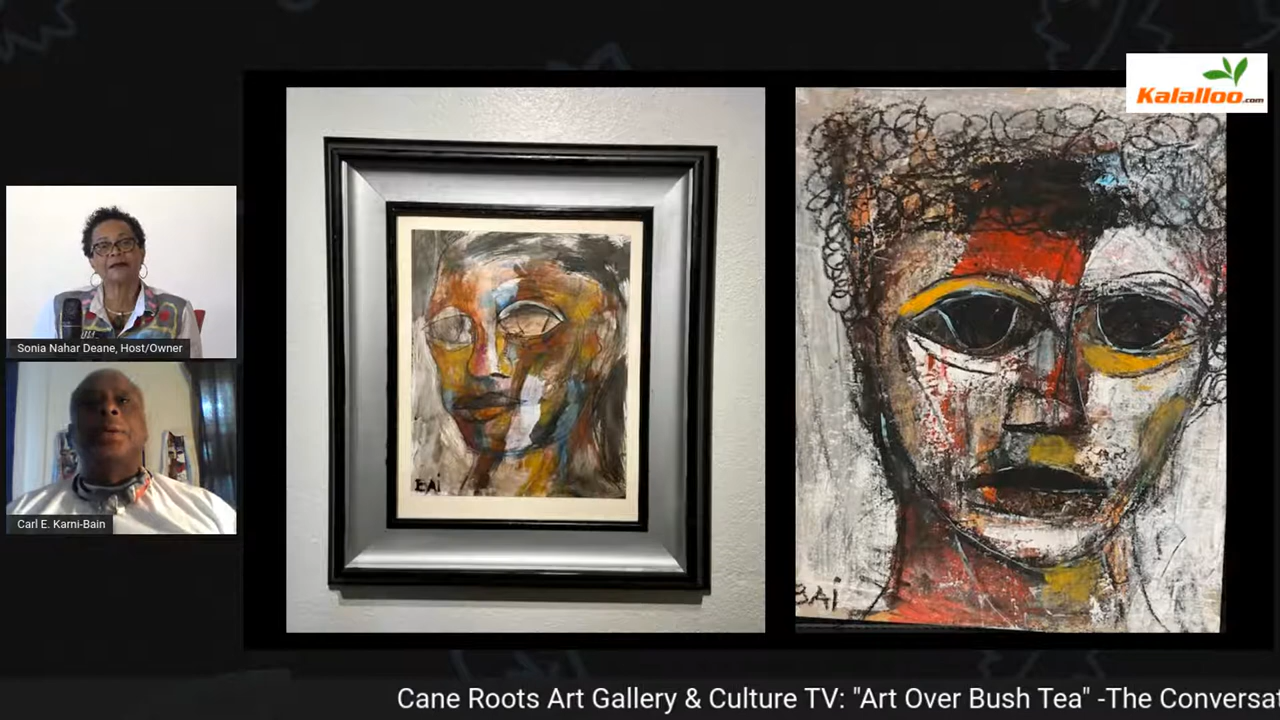 Kalalloo.com
Sonia Nahar Deane, Host/Owner
Carl E. Karni-Bain
BAi
BAi
Cane Roots Art Gallery & Culture TV: "Art Over Bush Tea" -The Conversat